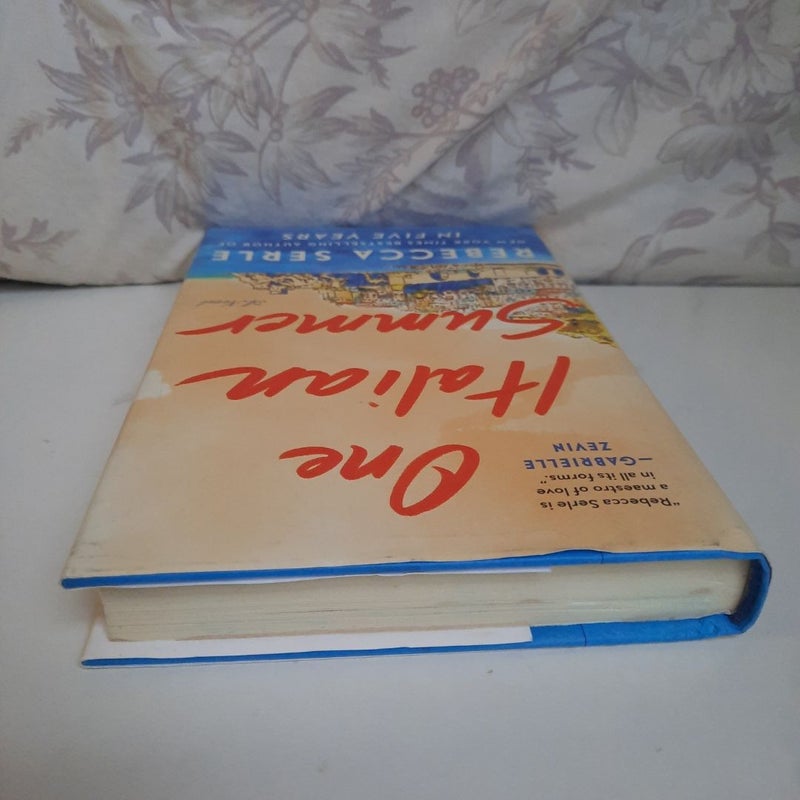 "Rebecca Serle is
a maestro of love
in all its forms."
—GABRIELLE
ZEVIN
One
Italian
Summer
A Novel
REBECCA SERLE
NEW YORK TIMES BESTSELLING AUTHOR OF
IN FIVE YEARS